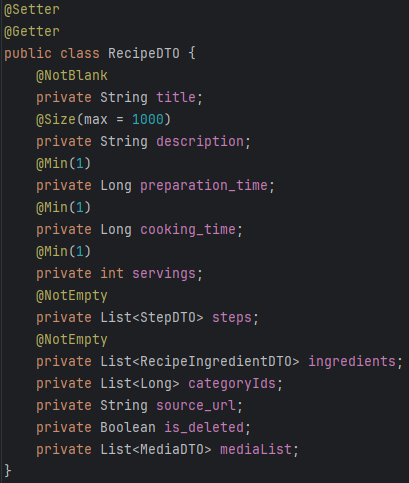 @Setter
@Getter
public class RecipeDTO {
    @NotBlank
    private String title;
    @Size(max = 1000)
    private String description;
    @Min(1)
    private Long preparation_time;
    @Min(1)
    private Long cooking_time;
    @Min(1)
    private int servings;
    @NotEmpty
    private List<StepDTO> steps;
    @NotEmpty
    private List<RecipeIngredientDTO> ingredients;
    private List<Long> categoryIds;
    private String source_url;
    private Boolean is_deleted;
    private List<MediaDTO> mediaList;
}